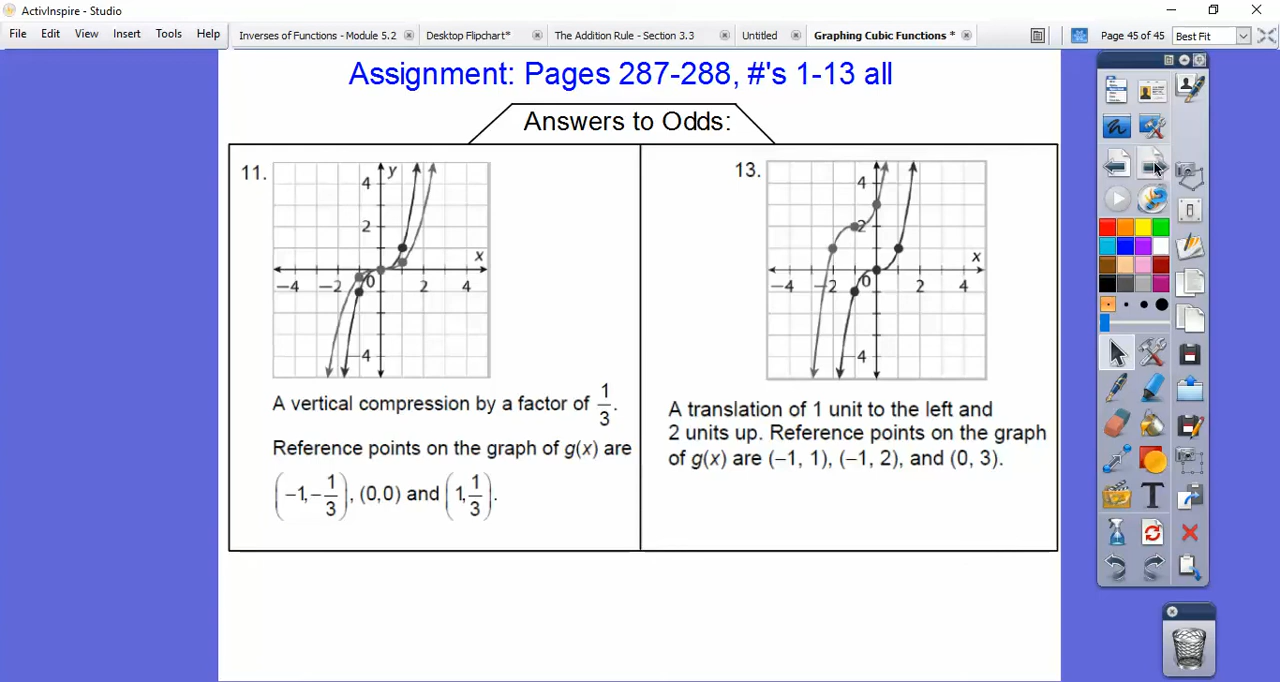 ActivInspire - Studio
File Edit View Insert Tools Help
Inverses of Functions - Module 5.2
Desktop Flipchart*
The Addition Rule - Section 3.3
Untitled
Graphing Cubic Functions *
Page 45 of 45
Best Fit
Assignment: Pages 287-288, #'s 1-13 all
Answers to Odds:
11.
y
4
2
x
−4 −2 0 2 4
−4
A vertical compression by a factor of 1/3.
Reference points on the graph of g(x) are
(−1,−1/3), (0,0) and (1,1/3).
13.
4
2
x
−4 −2 0 2 4
−4
A translation of 1 unit to the left and
2 units up. Reference points on the graph
of g(x) are (−1, 1), (−1, 2), and (0, 3).
T